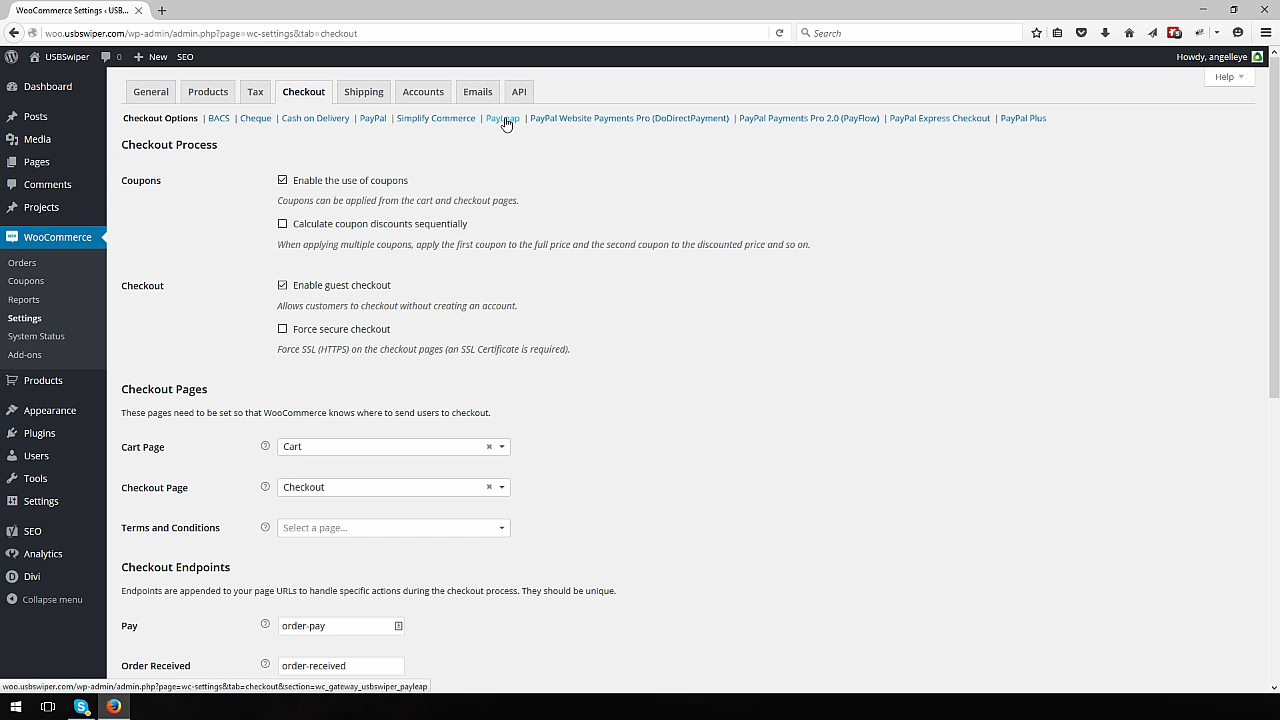 WooCommerce Settings ‹ USB...
woo.usbswiper.com/wp-admin/admin.php?page=wc-settings&tab=checkout
Search
USBSwiper
0
New
SEO
Howdy, angelleye
Dashboard
Posts
Media
Pages
Comments
Projects
WooCommerce
Orders
Coupons
Reports
Settings
System Status
Add-ons
Products
Appearance
Plugins
Users
Tools
Settings
SEO
Analytics
Divi
Collapse menu
Help
General
Products
Tax
Checkout
Shipping
Accounts
Emails
API
Checkout Options | BACS | Cheque | Cash on Delivery | PayPal | Simplify Commerce | PayLeap | PayPal Website Payments Pro (DoDirectPayment) | PayPal Payments Pro 2.0 (PayFlow) | PayPal Express Checkout | PayPal Plus
Checkout Process
Coupons
Enable the use of coupons
Coupons can be applied from the cart and checkout pages.
Calculate coupon discounts sequentially
When applying multiple coupons, apply the first coupon to the full price and the second coupon to the discounted price and so on.
Checkout
Enable guest checkout
Allows customers to checkout without creating an account.
Force secure checkout
Force SSL (HTTPS) on the checkout pages (an SSL Certificate is required).
Checkout Pages
These pages need to be set so that WooCommerce knows where to send users to checkout.
Cart Page
Cart
Checkout Page
Checkout
Terms and Conditions
Select a page...
Checkout Endpoints
Endpoints are appended to your page URLs to handle specific actions during the checkout process. They should be unique.
Pay
order-pay
Order Received
order-received
woo.usbswiper.com/wp-admin/admin.php?page=wc-settings&tab=checkout&section=wc_gateway_usbswiper_payleap